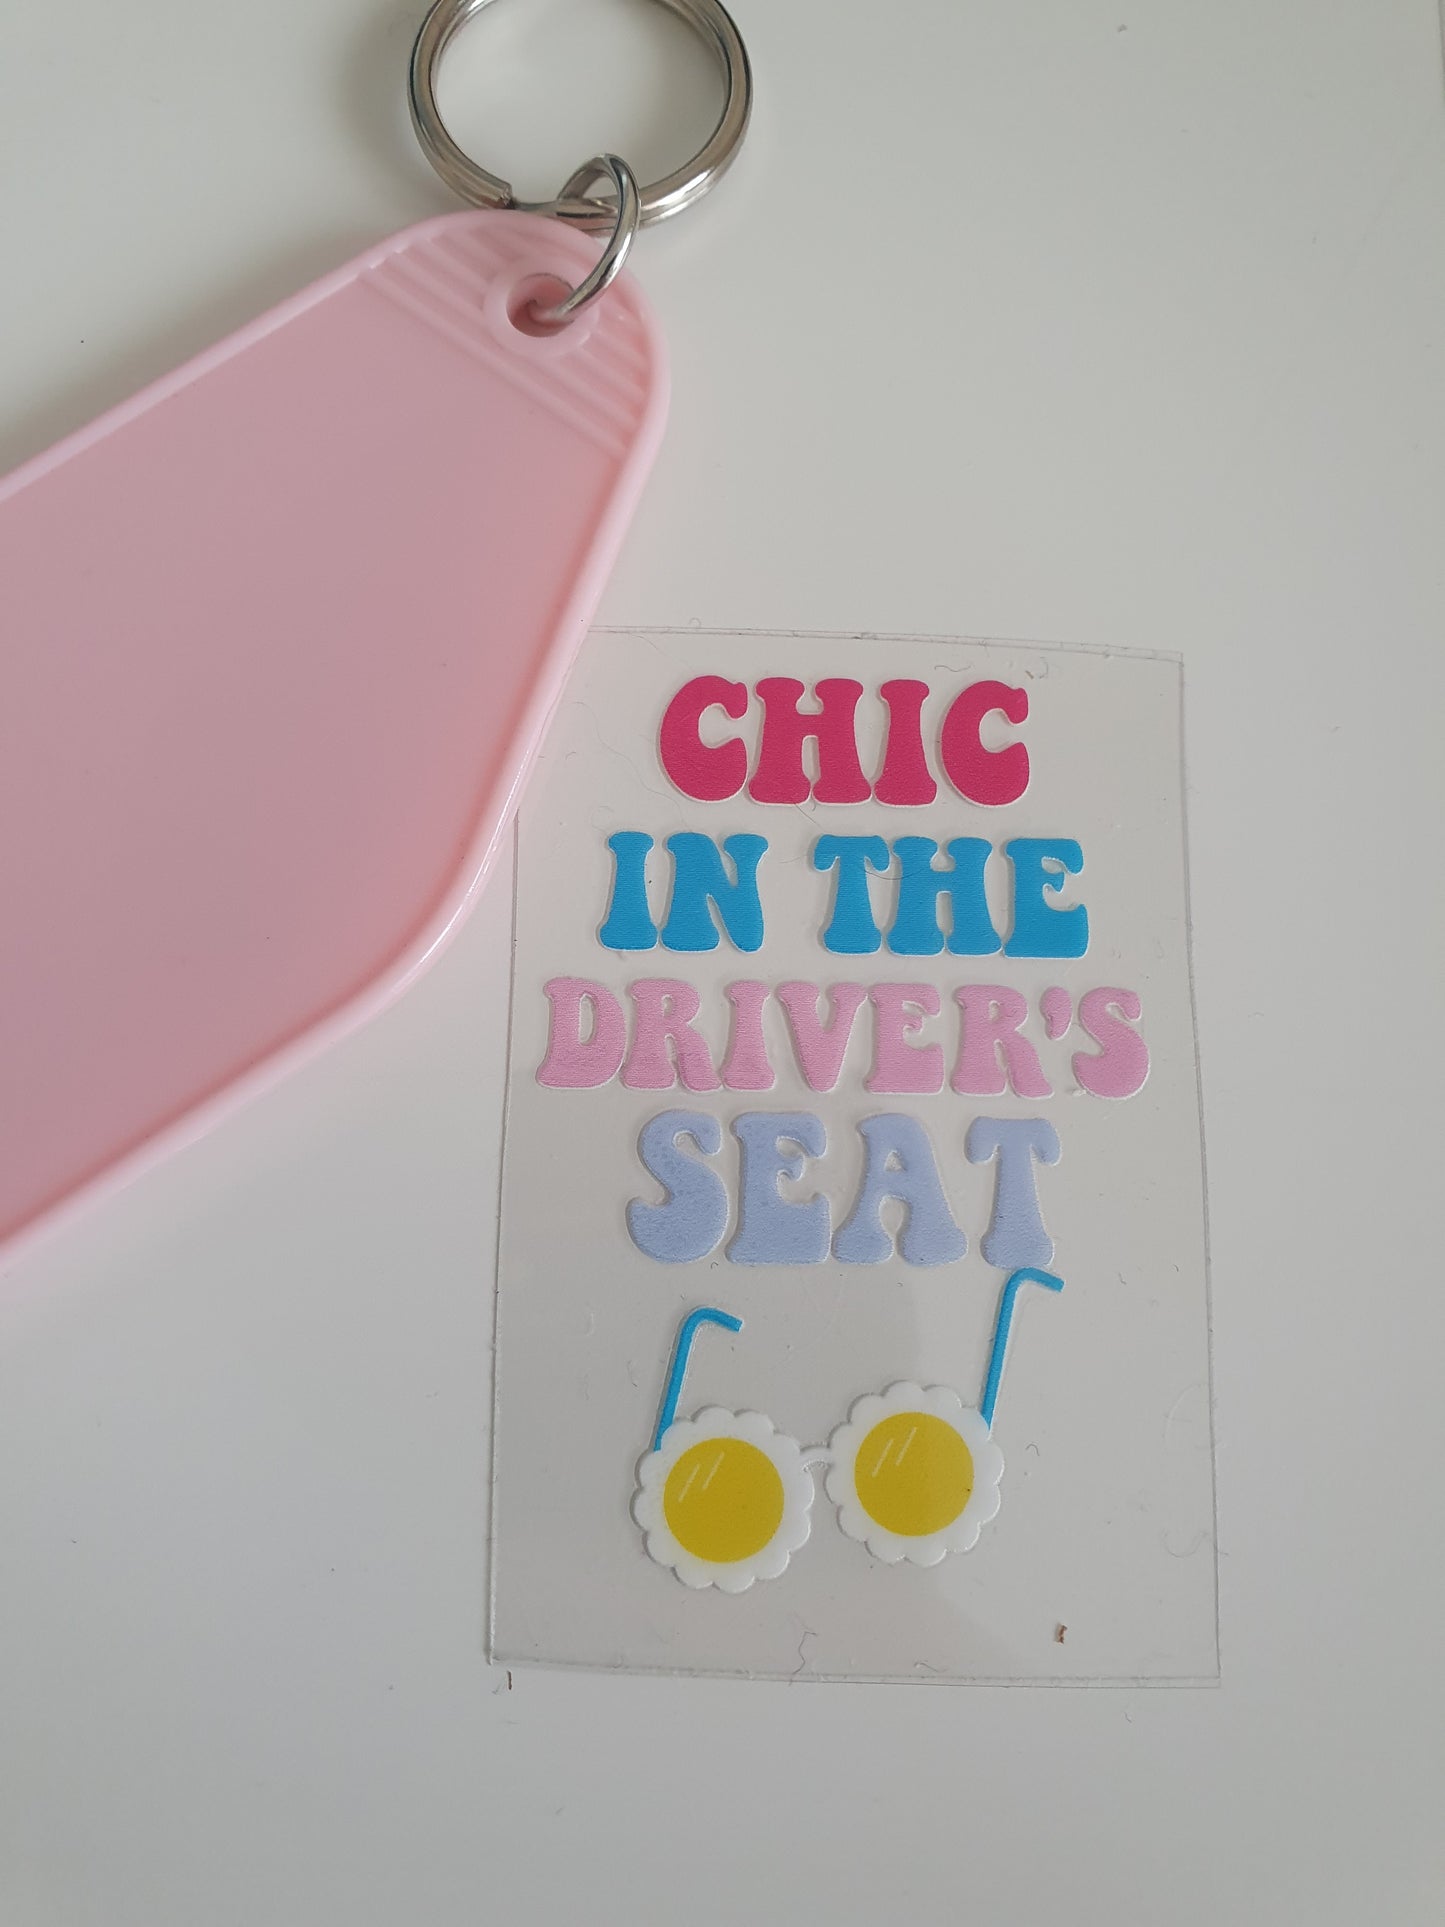 CHIC
IN THE
DRIVER'S
SEAT